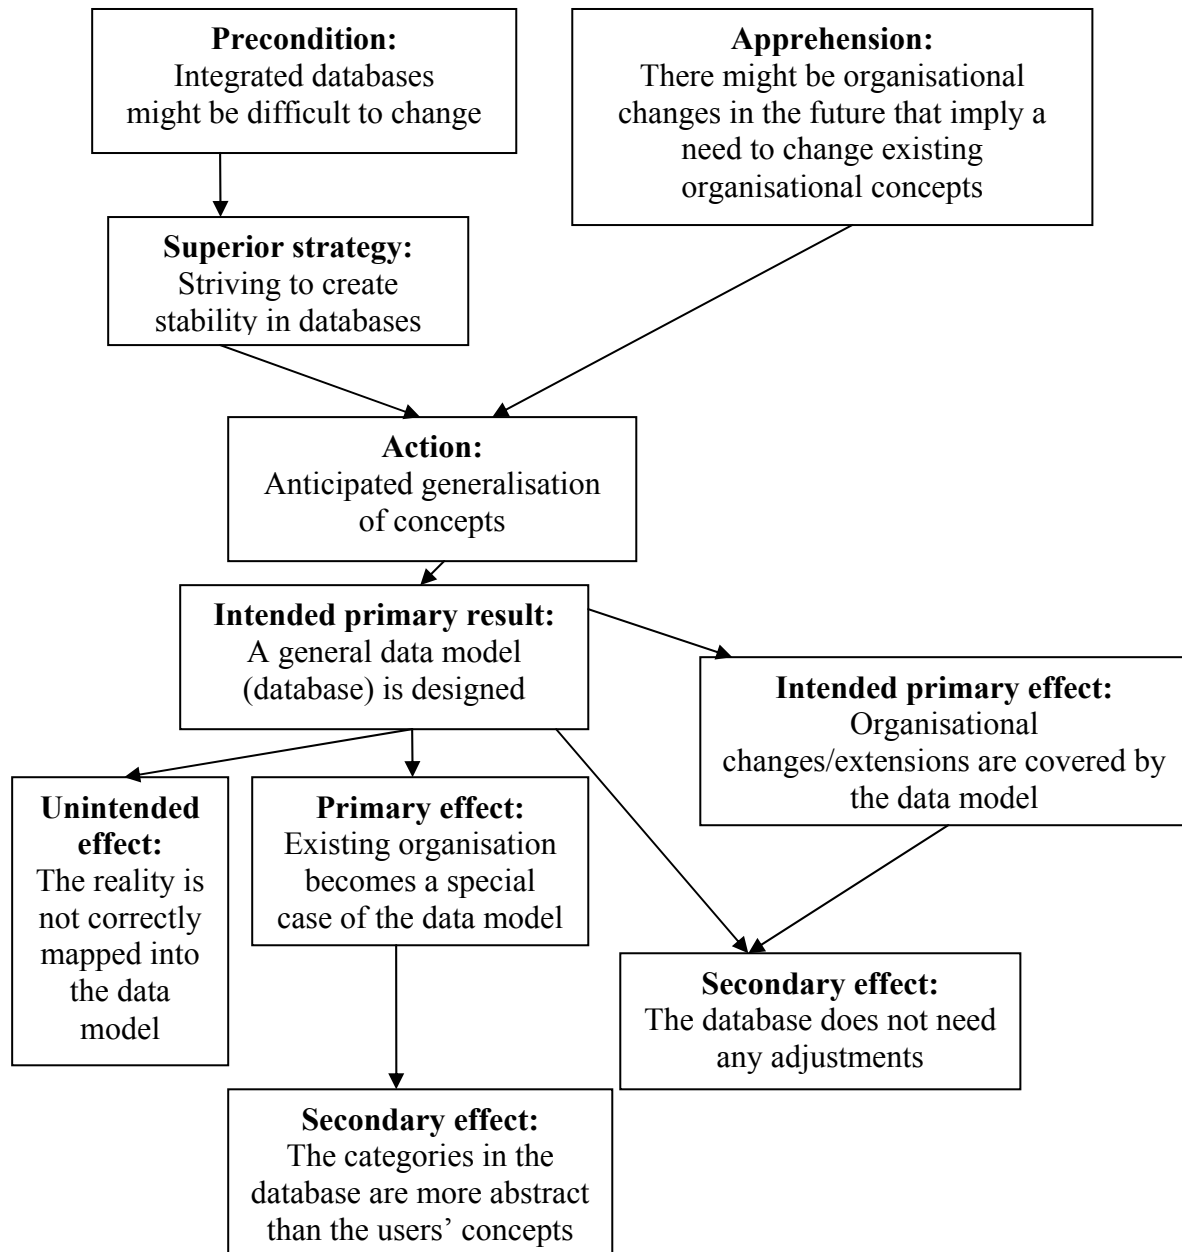 Precondition:
Integrated databases
might be difficult to change
Apprehension:
There might be organisational
changes in the future that imply a
need to change existing
organisational concepts
Superior strategy:
Striving to create
stability in databases
Action:
Anticipated generalisation
of concepts
Intended primary result:
A general data model
(database) is designed
Intended primary effect:
Organisational
changes/extensions are covered by
the data model
Unintended
effect:
The reality is
not correctly
mapped into
the data
model
Primary effect:
Existing organisation
becomes a special
case of the data model
Secondary effect:
The database does not need
any adjustments
Secondary effect:
The categories in the
database are more abstract
than the users’ concepts